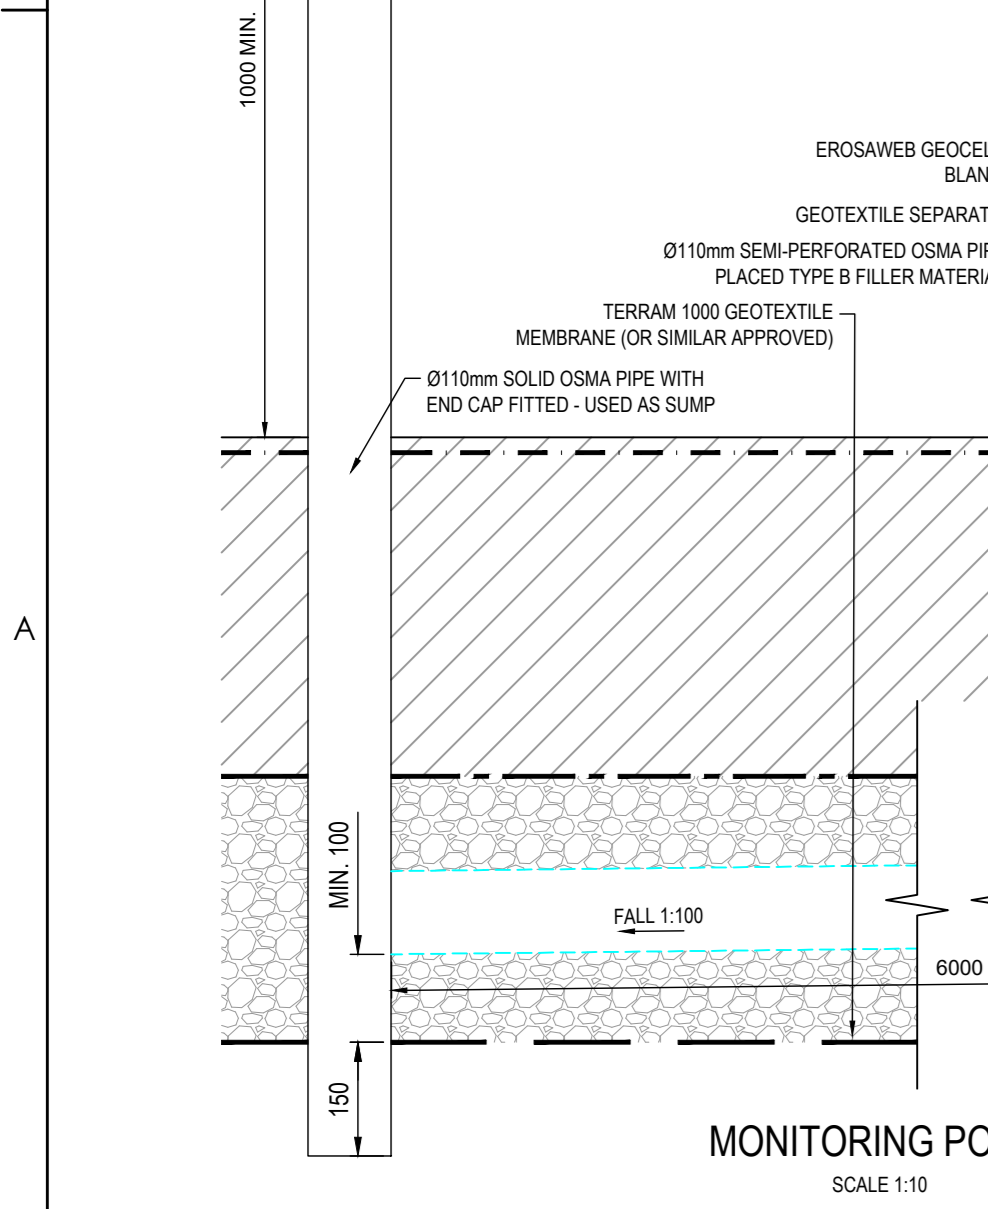 1000 MIN.
EROSAWEB GEOCEL
BLAN
GEOTEXTILE SEPARAT
Ø110mm SEMI-PERFORATED OSMA PIP
PLACED TYPE B FILLER MATERIA
TERRAM 1000 GEOTEXTILE
MEMBRANE (OR SIMILAR APPROVED)
Ø110mm SOLID OSMA PIPE WITH
END CAP FITTED - USED AS SUMP
A
MIN. 100
FALL 1:100
6000
150
MONITORING PO
SCALE 1:10